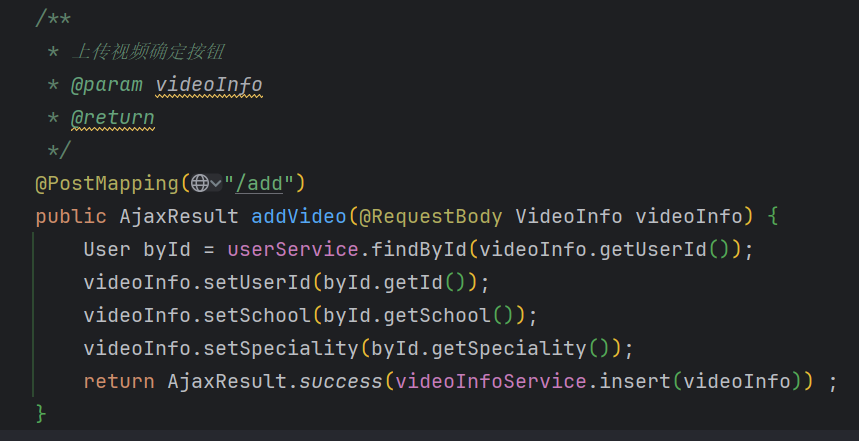 /**
 * 上传视频确定按钮
 * @param videoInfo
 * @return
 */
@PostMapping("/add")
public AjaxResult addVideo(@RequestBody VideoInfo videoInfo) {
    User byId = userService.findById(videoInfo.getUserId());
    videoInfo.setUserId(byId.getId());
    videoInfo.setSchool(byId.getSchool());
    videoInfo.setSpeciality(byId.getSpeciality());
    return AjaxResult.success(videoInfoService.insert(videoInfo)) ;
}